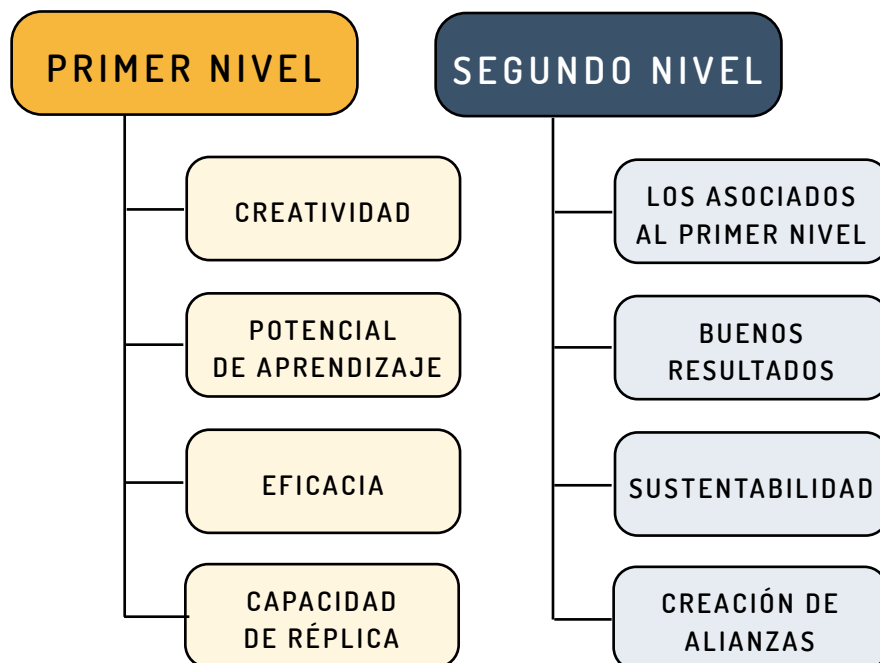 PRIMER NIVEL
CREATIVIDAD
POTENCIAL
DE APRENDIZAJE
EFICACIA
CAPACIDAD
DE RÉPLICA
SEGUNDO NIVEL
LOS ASOCIADOS
AL PRIMER NIVEL
BUENOS
RESULTADOS
SUSTENTABILIDAD
CREACIÓN DE
ALIANZAS